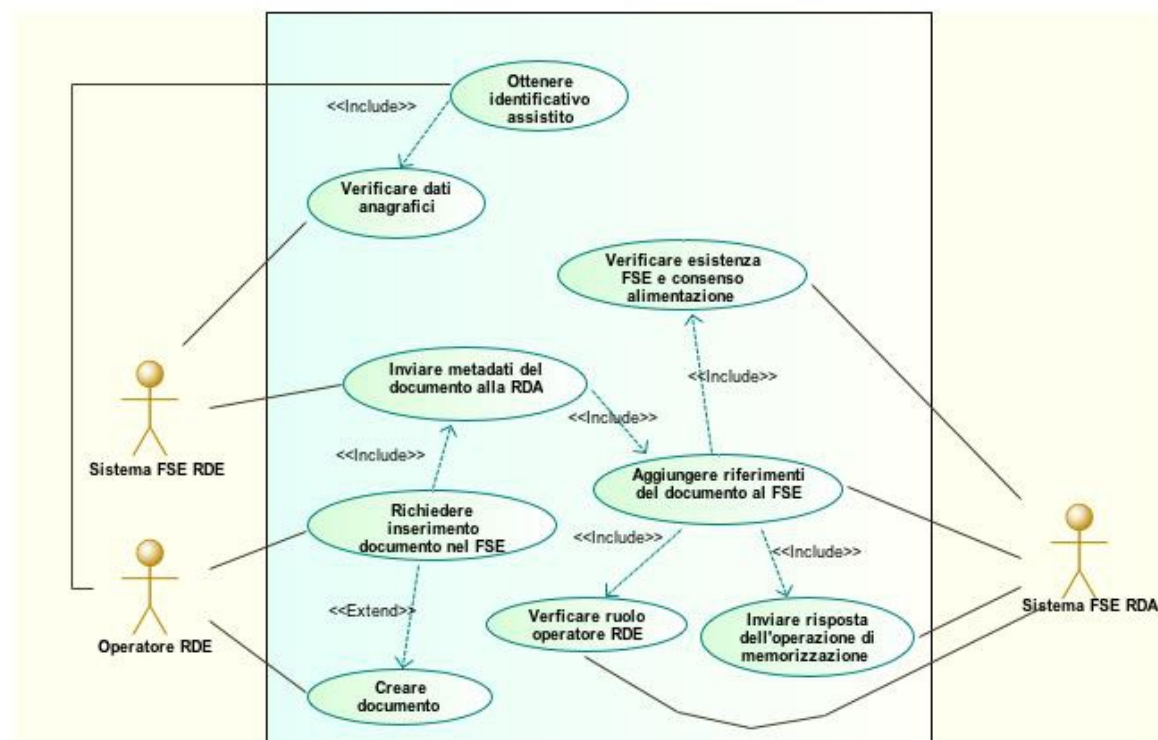 Ottenere
identificativo
assistito
<<Include>>
Verificare dati
anagrafici
Verificare esistenza
FSE e consenso
alimentazione
Inviare metadati del
documento alla RDA
<<Include>>
<<Include>>
Sistema FSE RDE
<<Include>>
Aggiungere riferimenti
del documento al FSE
Richiedere
inserimento
documento nel FSE
<<Include>>
<<Include>>
Sistema FSE RDA
<<Extend>>
Verficare ruolo
operatore RDE
Inviare risposta
dell'operazione di
memorizzazione
Operatore RDE
Creare
documento